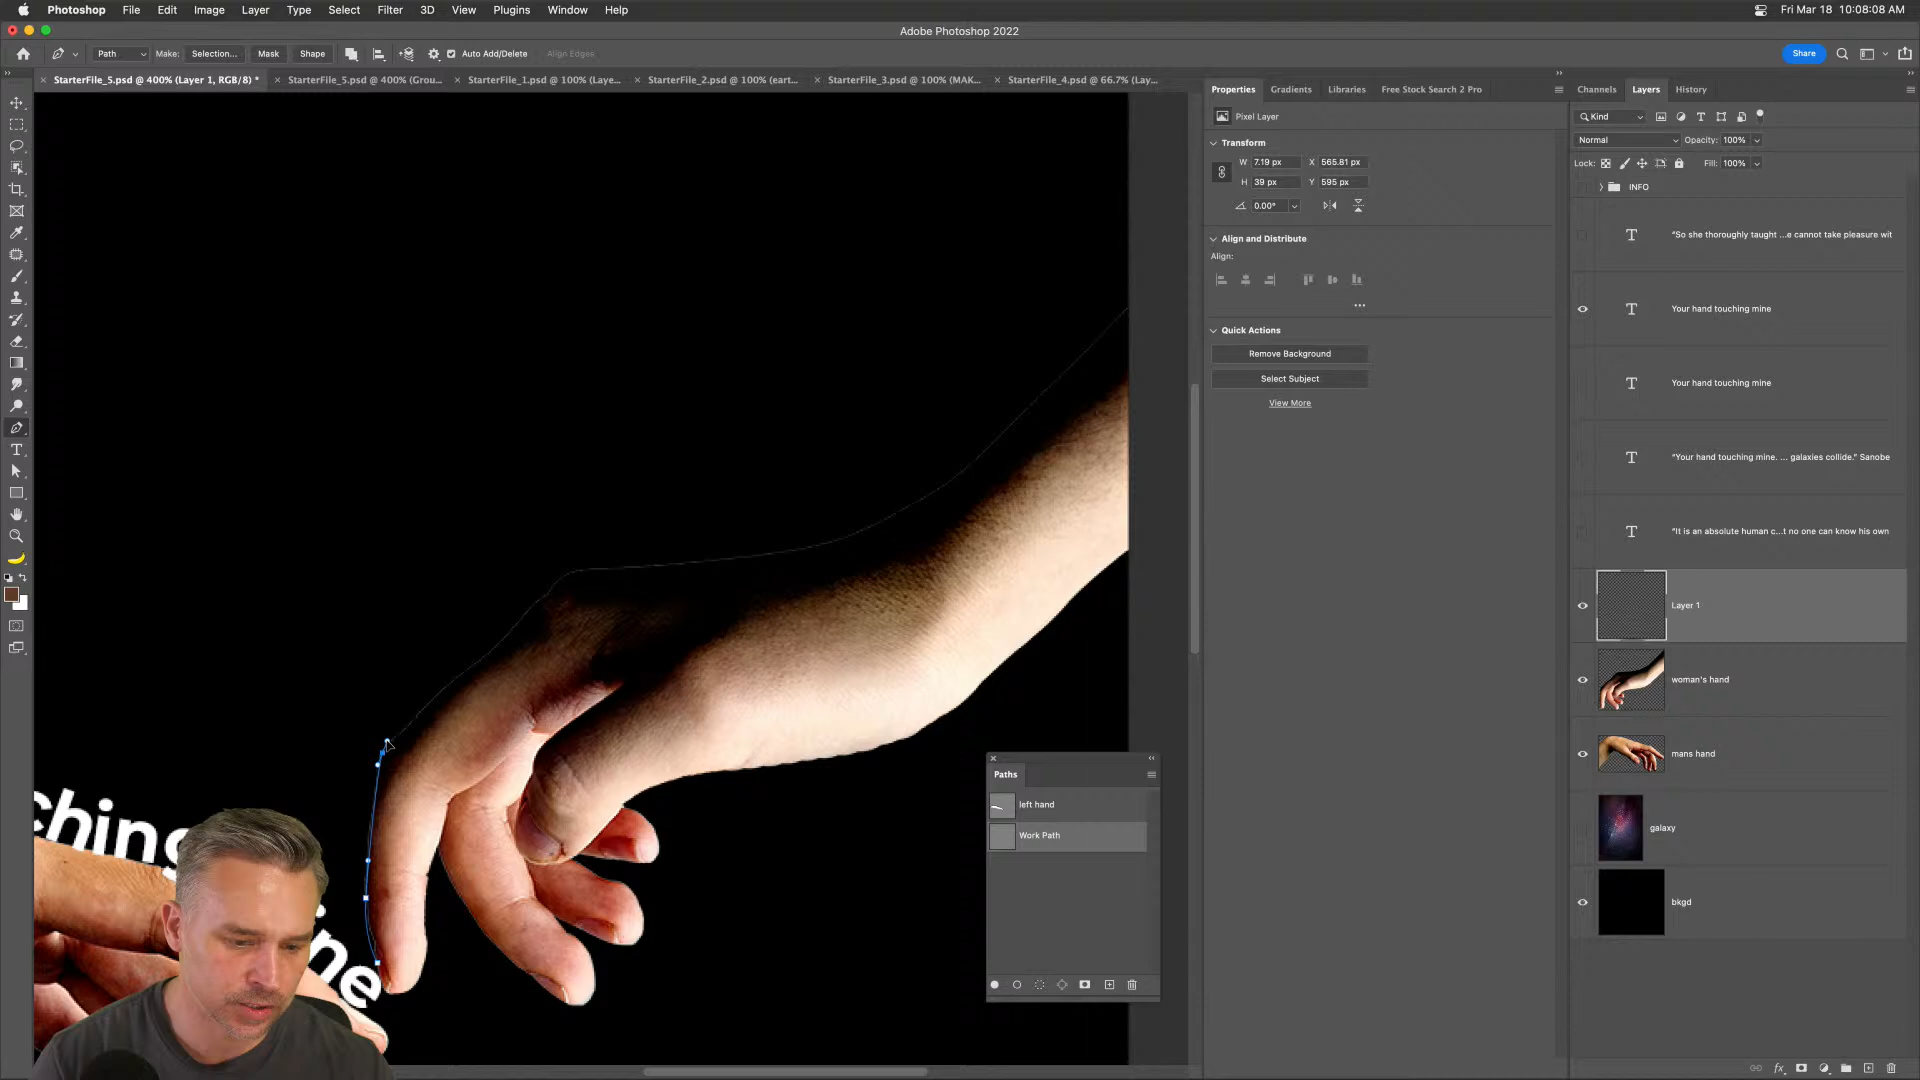 Photoshop File Edit Image Layer Type Select Filter 3D View Plugins Window Help Fri Mar 18 10:08:08 AM
Adobe Photoshop 2022
Path Make: Selection... Mask Shape Auto Add/Delete Align Edges Share
StarterFile_5.psd @ 400% (Layer 1, RGB/8) * StarterFile_5.psd @ 400% (Grou... StarterFile_1.psd @ 100% (Laye... StarterFile_2.psd @ 100% (eart... StarterFile_3.psd @ 100% (MAK... StarterFile_4.psd @ 66.7% (Lay...
Properties Gradients Libraries Free Stock Search 2 Pro
Pixel Layer
Transform
W 7.19 px X 565.81 px
H 39 px Y 595 px
0.00°
Align and Distribute
Align:
Quick Actions
Remove Background
Select Subject
View More
Channels Layers History
Kind
Normal Opacity: 100%
Lock: Fill: 100%
INFO
"So she thoroughly taught ...e cannot take pleasure wit
Your hand touching mine
Your hand touching mine
"Your hand touching mine. ... galaxies collide." Sanobe
"It is an absolute human c...t no one can know his own
Layer 1
woman's hand
mans hand
galaxy
bkgd
Paths
left hand
Work Path
ching
ine